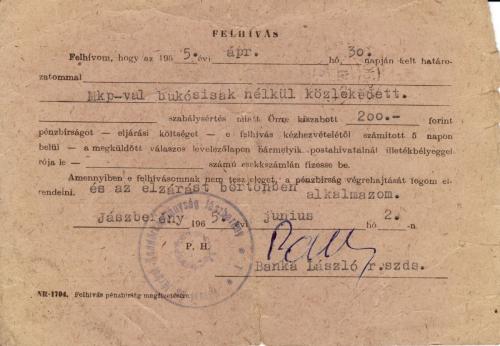 FELHÍVÁS
Felhívom, hogy az 195 5. évi ápr. hó 30. napján kelt határo-
zatommal
Mkp-val bukósisak nélkül közlekedett.
szabálysértés miatt Önre kiszabott 200.- forint
pénzbírságot — eljárási költséget — e felhívás kézhezvételétől számított 5 napon
belül — a megküldött válaszos levelezőlapon bármelyik postahivatalnál illetékbélyeggel
rója le — számú csekkszámlán fizesse be.
Amennyiben e felhívásomnak nem tesz eleget, a pénzbírság végrehajtását fogom el-
rendelni. és az elzárást börtönben alkalmazom.
Jászberény 196 5. évi junius hó 2. -n.
P. H.
Banka László r.szds.
NR-1704. Felhívás pénzbírság megfizetésére